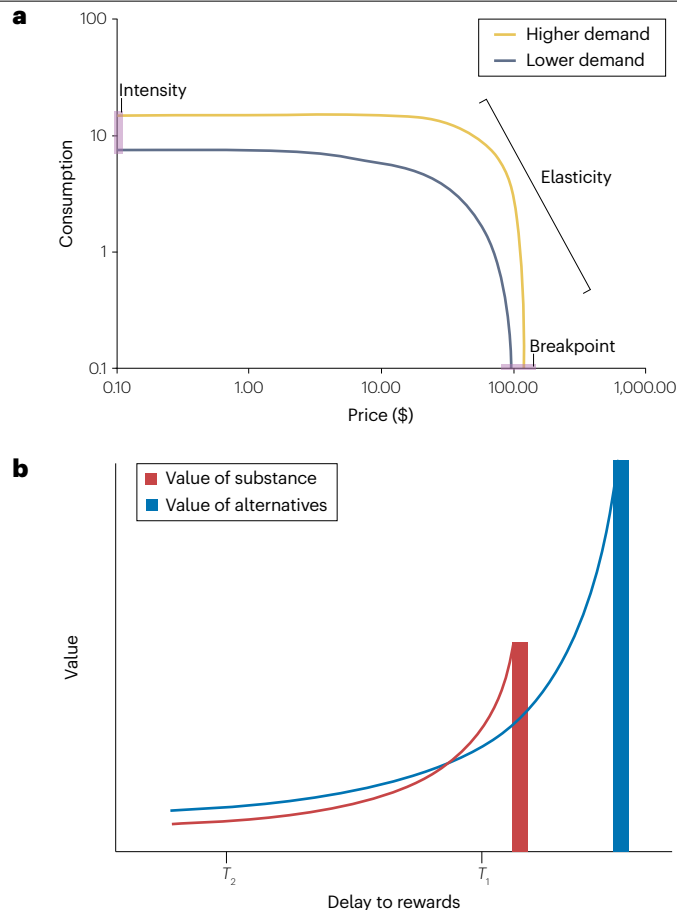 a
100
Higher demand
Lower demand
Intensity
10
Consumption
Elasticity
1
Breakpoint
0.1
0.10
1.00
10.00
100.00
1,000.00
Price ($)
b
Value of substance
Value of alternatives
Value
T2
T1
Delay to rewards